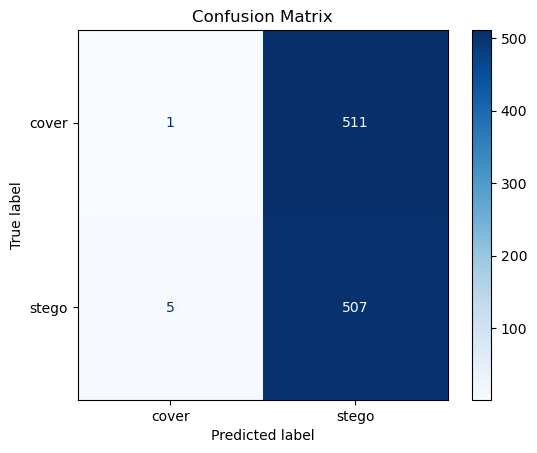 Confusion Matrix
500
400
300
200
100
cover
stego
True label
1
511
5
507
cover
stego
Predicted label